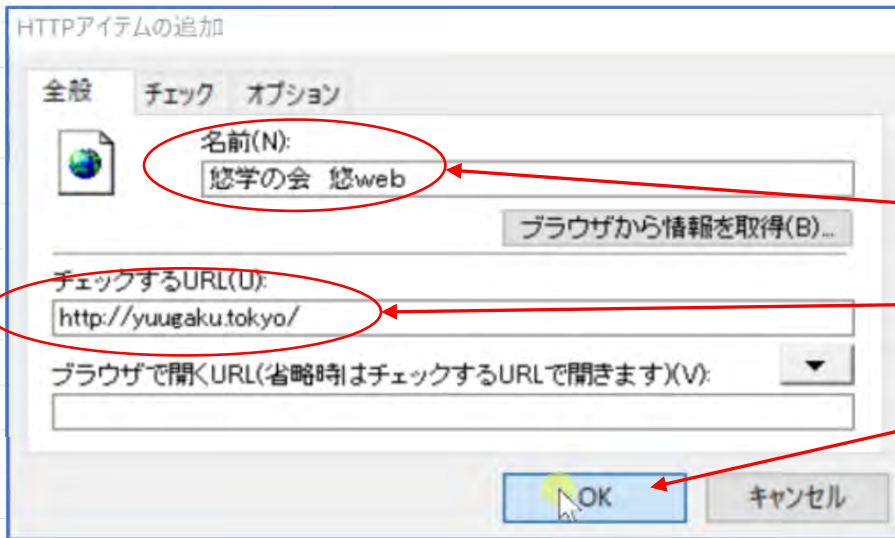 HTTPアイテムの追加
全般 チェック オプション
名前(N):
悠学の会 悠web
ブラウザから情報を取得(B)...
チェックするURL(U):
http://yuugaku.tokyo/
ブラウザで開くURL(省略時はチェックするURLで開きます)(V):
OK キャンセル